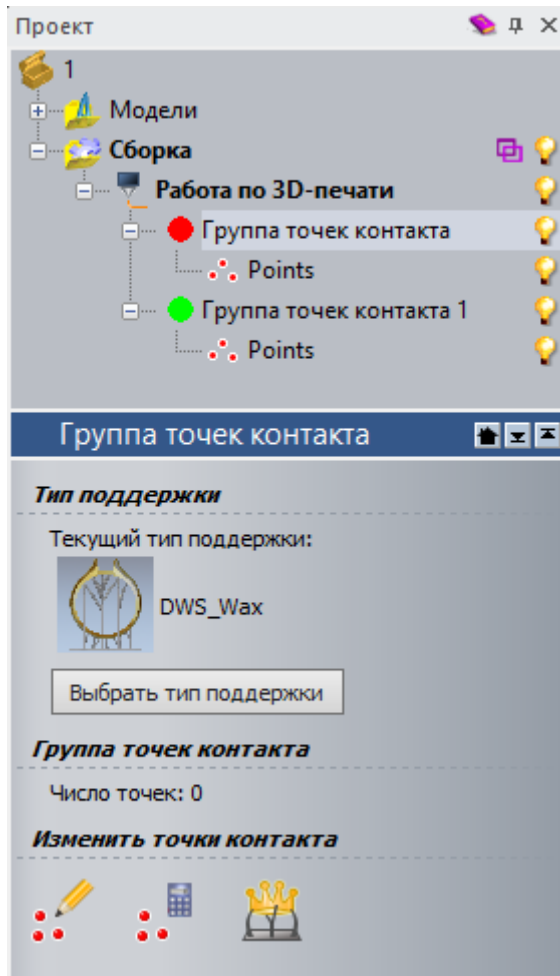 Проект
1
Модели
Сборка
Работа по 3D-печати
Группа точек контакта
Points
Группа точек контакта 1
Points
Группа точек контакта
Тип поддержки
Текущий тип поддержки:
DWS_Wax
Выбрать тип поддержки
Группа точек контакта
Число точек: 0
Изменить точки контакта